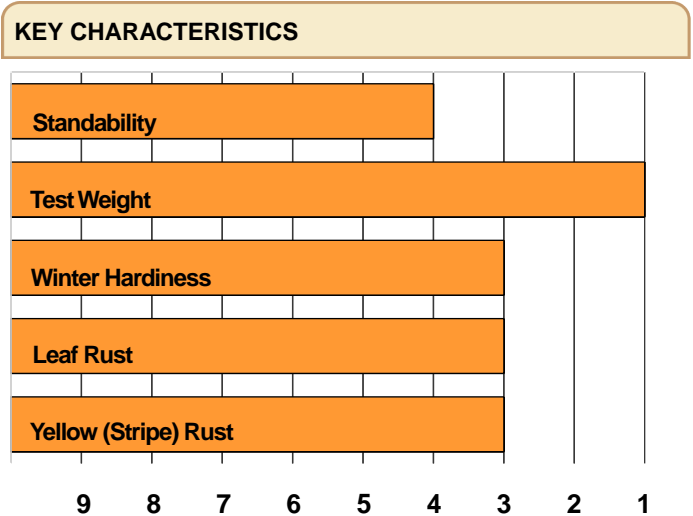 KEY CHARACTERISTICS
Standability
Test Weight
Winter Hardiness
Leaf Rust
Yellow (Stripe) Rust
9 8 7 6 5 4 3 2 1